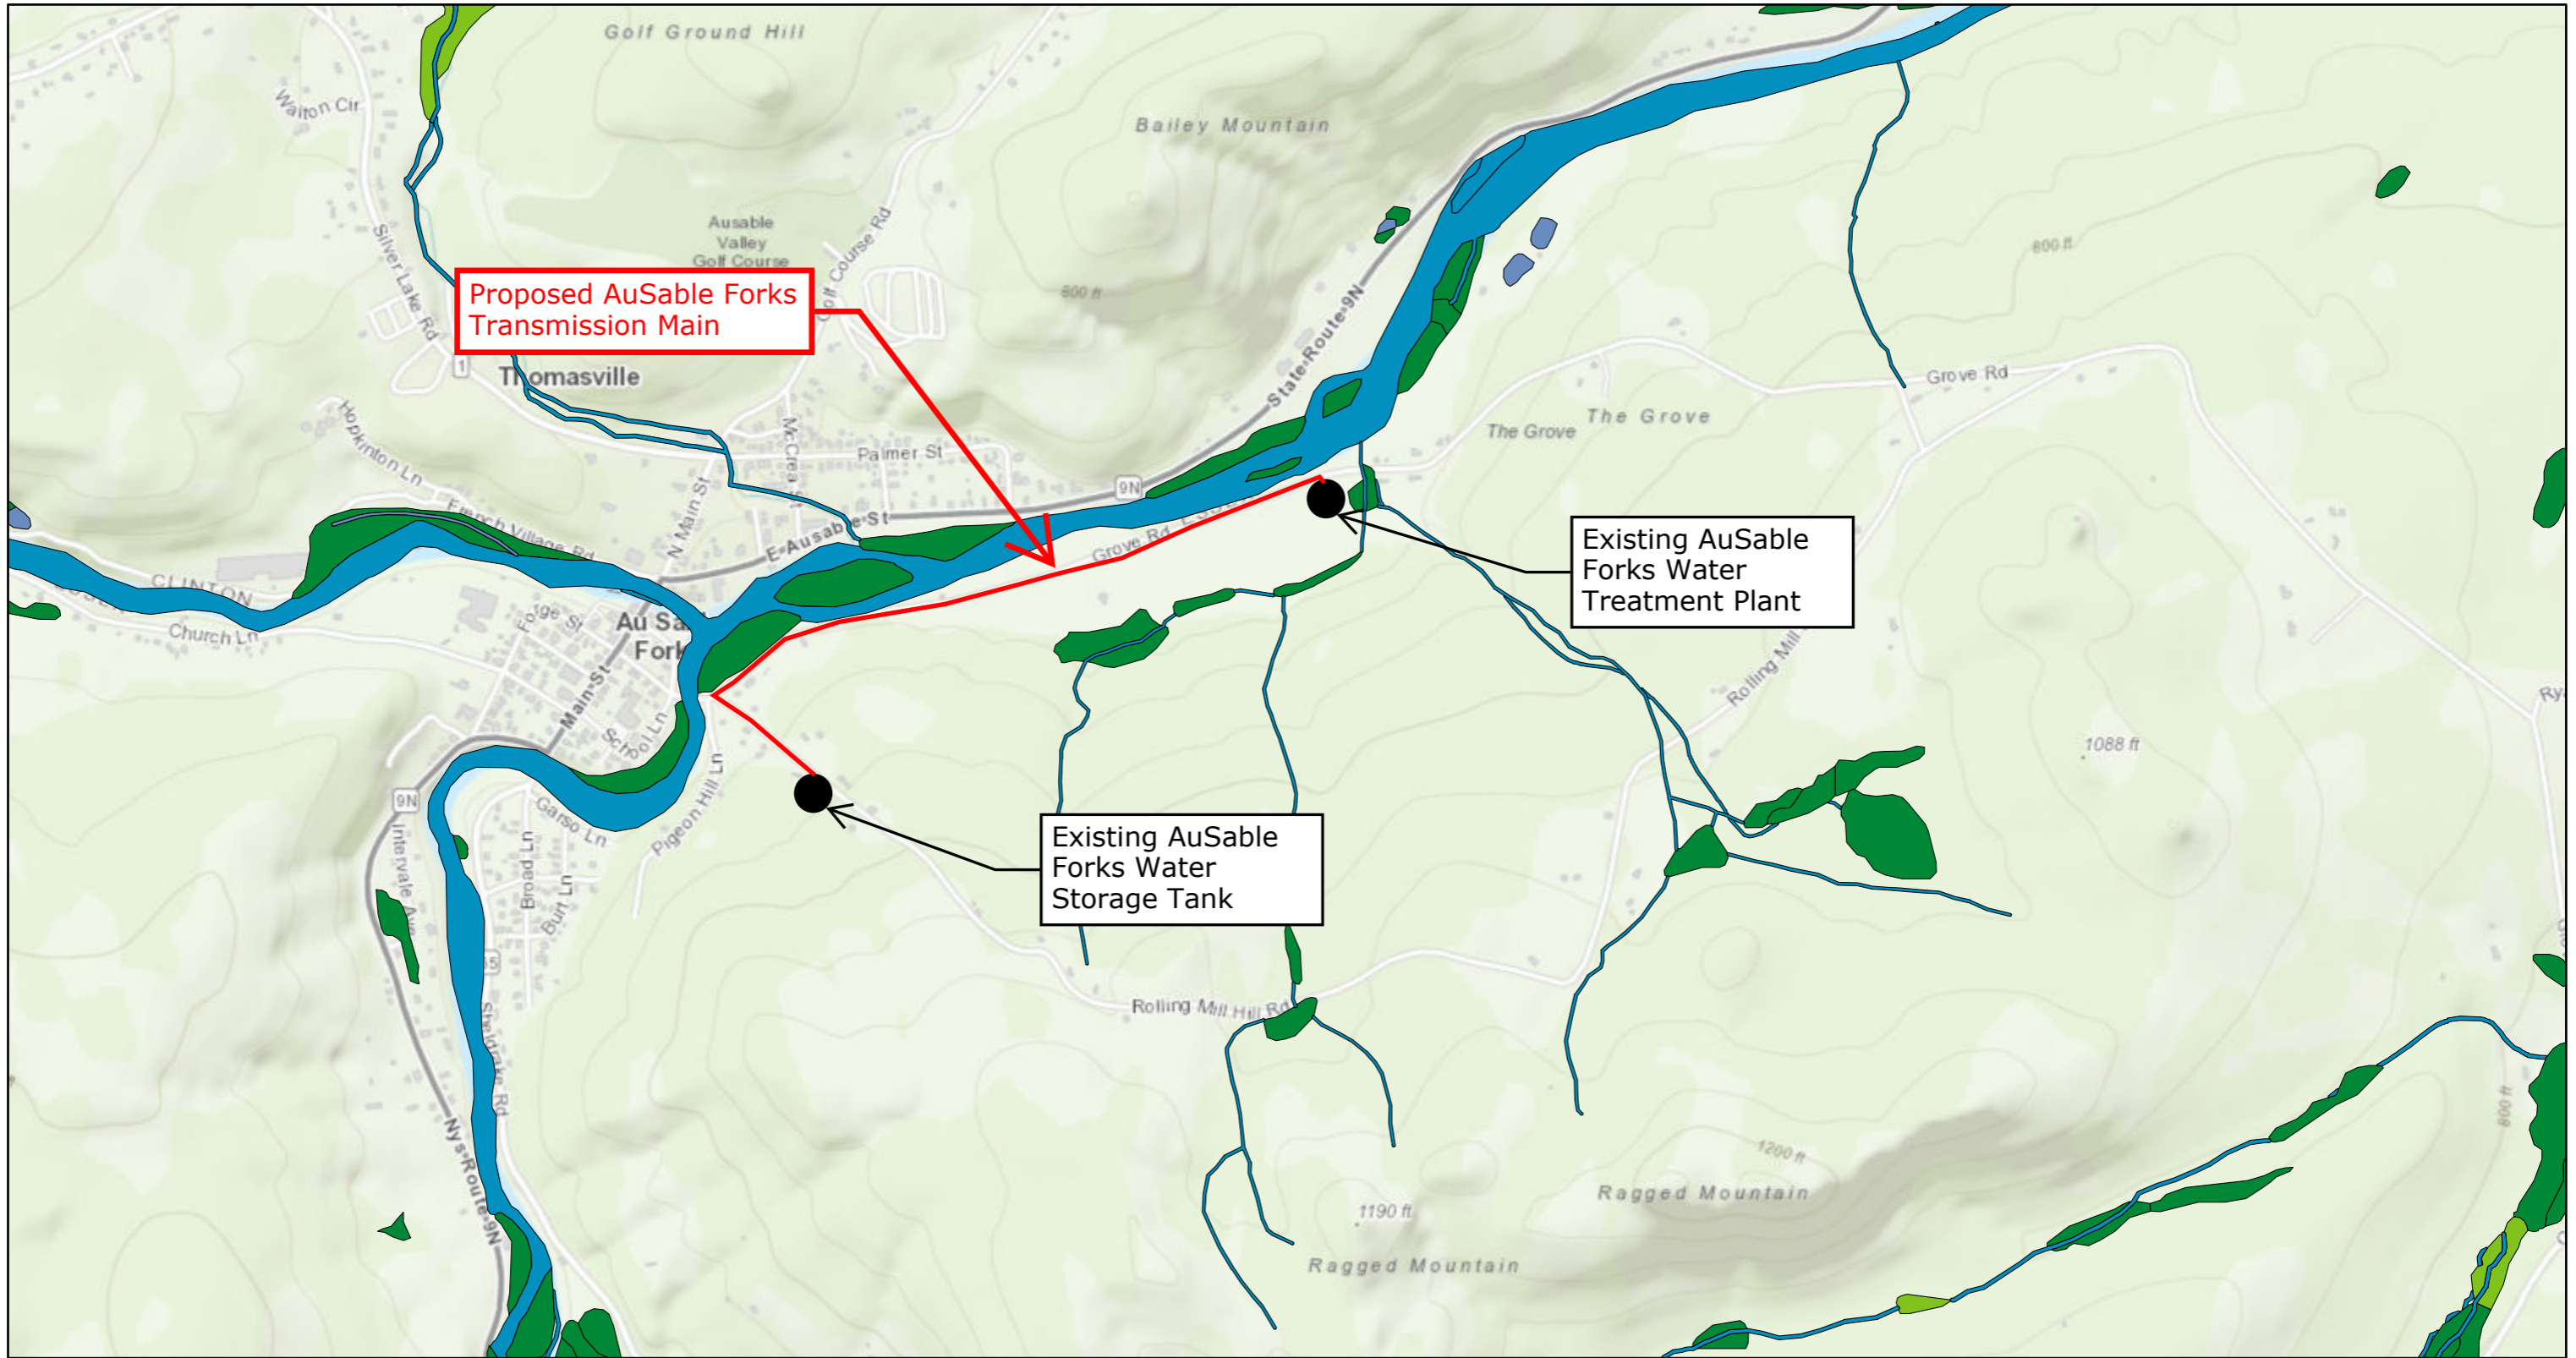 Golf Ground Hill
Walton Cir
Bailey Mountain
Silver Lake Rd
Ausable
Valley
Golf Course
Golf Course Rd
800 ft
800 ft
Proposed AuSable Forks
Transmission Main
State Route 9N
1
Thomasville
Grove Rd
The Grove
The Grove
Hopkinton Ln
McCrea St
Palmer St
9N
N Main St
French Village Rd
E Ausable St
Grove Rd
Existing AuSable
Forks Water
Treatment Plant
CLINTON
Church Ln
Forge St
Au Sa
Fork
Main St
School Ln
Rolling Mill
1088 ft
9N
Garso Ln
Pigeon Hill Ln
Intervale Ave
Broad Ln
Burt Ln
Existing AuSable
Forks Water
Storage Tank
Rolling Mill Hill Rd
Sheldrake Rd
Nys Route 9N
800 ft
1200 ft
Ragged Mountain
1190 ft
Ragged Mountain